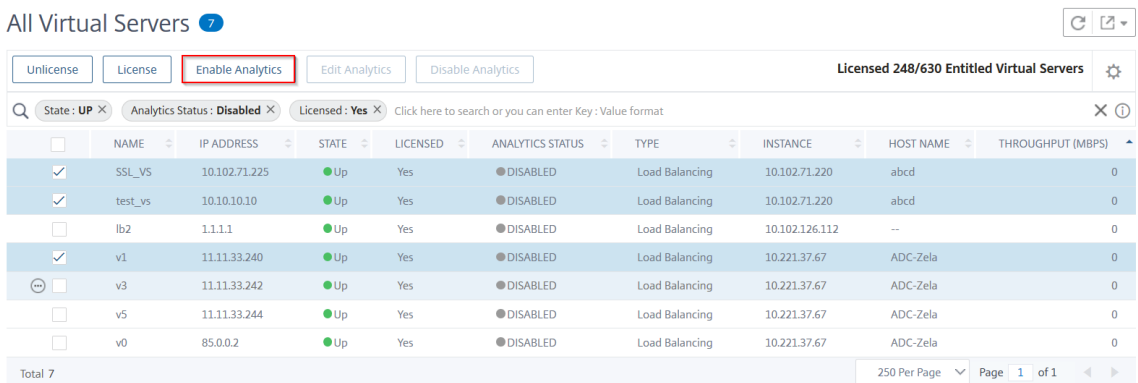 All Virtual Servers 7
Unlicense License Enable Analytics Edit Analytics Disable Analytics Licensed 248/630 Entitled Virtual Servers
State : UP Analytics Status : Disabled Licensed : Yes Click here to search or you can enter Key : Value format
NAME IP ADDRESS STATE LICENSED ANALYTICS STATUS TYPE INSTANCE HOST NAME THROUGHPUT (MBPS)
SSL_VS 10.102.71.225 Up Yes DISABLED Load Balancing 10.102.71.220 abcd 0
test_vs 10.10.10.10 Up Yes DISABLED Load Balancing 10.102.71.220 abcd 0
lb2 1.1.1.1 Up Yes DISABLED Load Balancing 10.102.126.112 -- 0
v1 11.11.33.240 Up Yes DISABLED Load Balancing 10.221.37.67 ADC-Zela 0
v3 11.11.33.242 Up Yes DISABLED Load Balancing 10.221.37.67 ADC-Zela 0
v5 11.11.33.244 Up Yes DISABLED Load Balancing 10.221.37.67 ADC-Zela 0
v0 85.0.0.2 Up Yes DISABLED Load Balancing 10.221.37.67 ADC-Zela 0
Total 7 250 Per Page Page 1 of 1